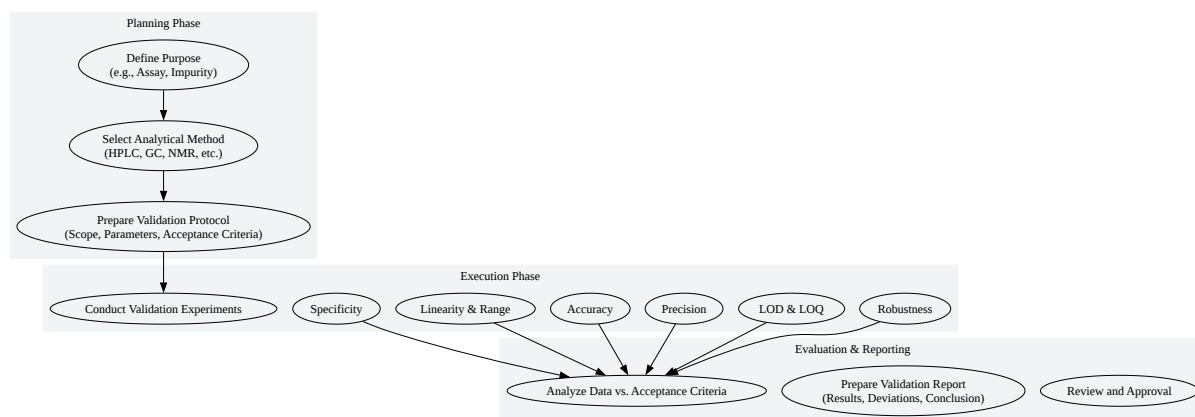 Planning Phase
Define Purpose
(e.g., Assay, Impurity)
Select Analytical Method
(HPLC, GC, NMR, etc.)
Prepare Validation Protocol
(Scope, Parameters, Acceptance Criteria)
Execution Phase
Conduct Validation Experiments
Specificity
Linearity & Range
Accuracy
Precision
LOD & LOQ
Robustness
Evaluation & Reporting
Analyze Data vs. Acceptance Criteria
Prepare Validation Report
(Results, Deviations, Conclusion)
Review and Approval